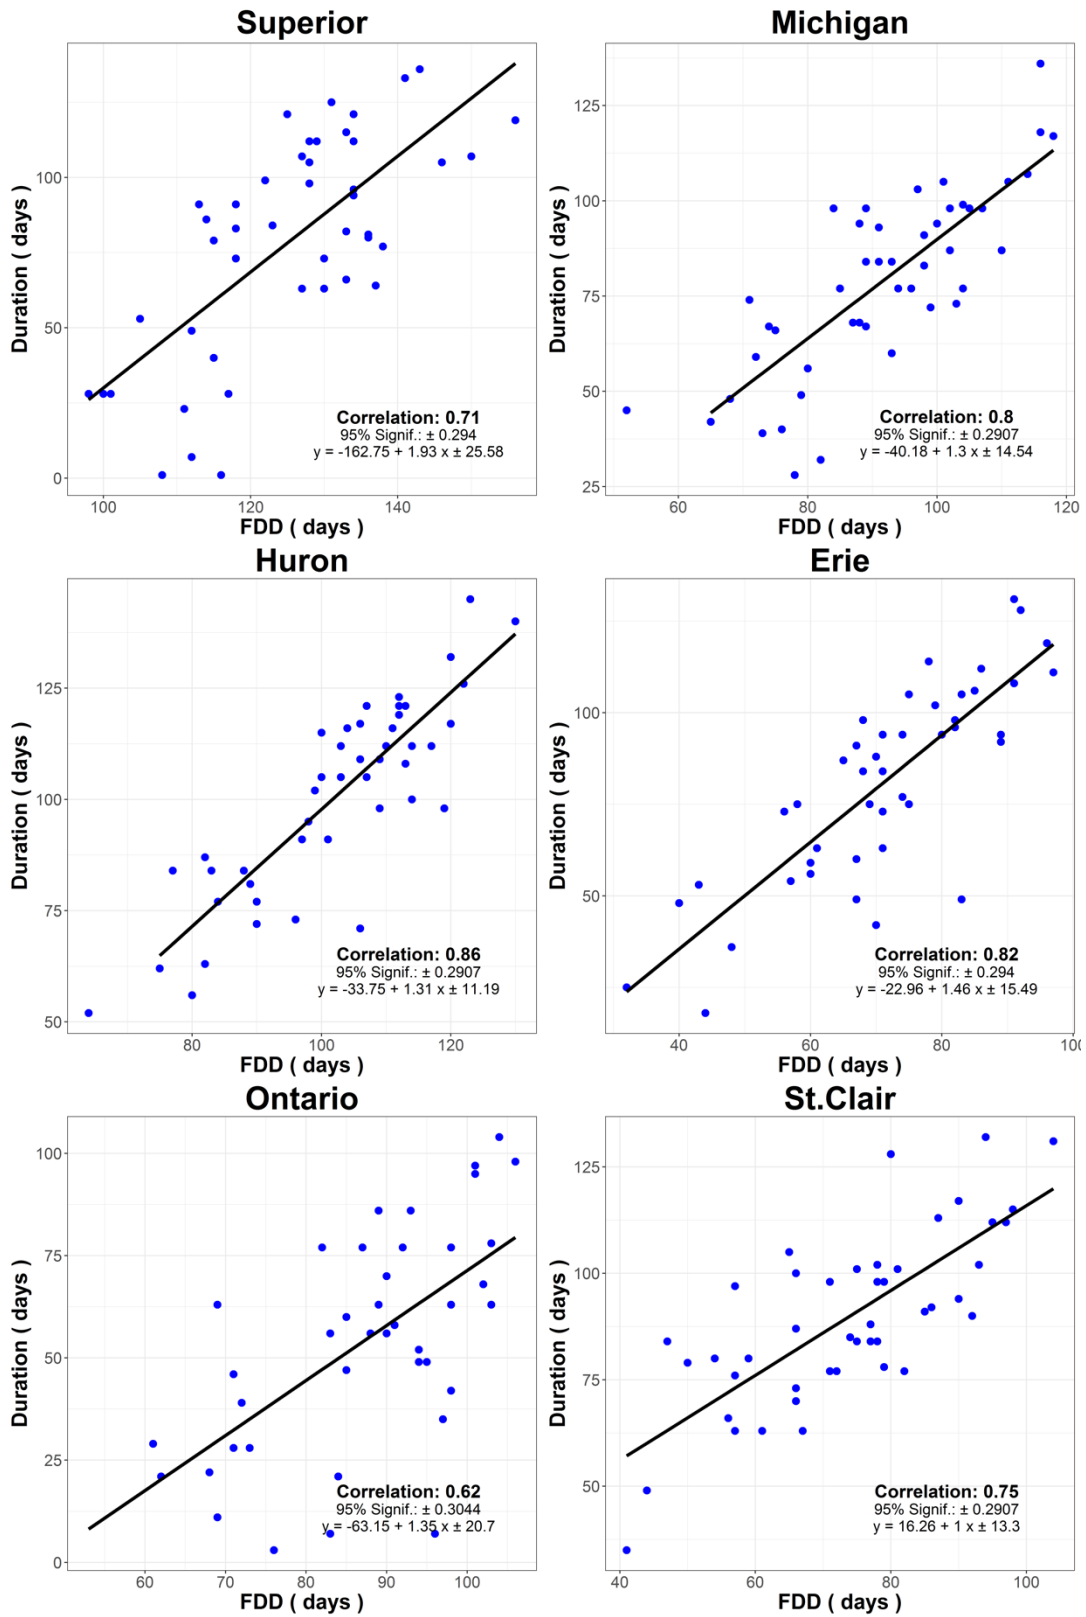 Superior
Duration ( days )
100
50
0
Correlation: 0.71
95% Signif.: ± 0.294
y = -162.75 + 1.93 x ± 25.58
100 120 140
FDD ( days )
Michigan
Duration ( days )
125
100
75
50
25
Correlation: 0.8
95% Signif.: ± 0.2907
y = -40.18 + 1.3 x ± 14.54
60 80 100 120
FDD ( days )
Huron
Duration ( days )
125
100
75
50
Correlation: 0.86
95% Signif.: ± 0.2907
y = -33.75 + 1.31 x ± 11.19
80 100 120
FDD ( days )
Erie
Duration ( days )
100
50
Correlation: 0.82
95% Signif.: ± 0.294
y = -22.96 + 1.46 x ± 15.49
40 60 80 100
FDD ( days )
Ontario
Duration ( days )
100
75
50
25
0
Correlation: 0.62
95% Signif.: ± 0.3044
y = -63.15 + 1.35 x ± 20.7
60 70 80 90 100
FDD ( days )
St.Clair
Duration ( days )
125
100
75
50
Correlation: 0.75
95% Signif.: ± 0.2907
y = 16.26 + 1 x ± 13.3
40 60 80 100
FDD ( days )